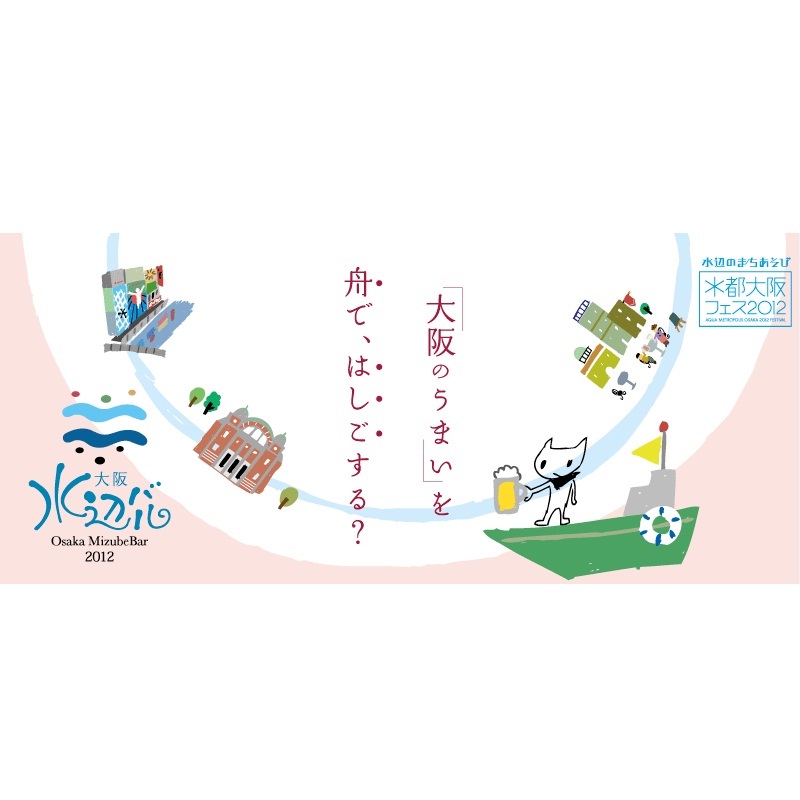 「大阪のうまい」を
舟で、はしごする?
水辺のまちあそび
水都大阪
フェス2012
AQUA METROPOLIS OSAKA 2012 FESTIVAL
大阪
水辺バル
Osaka MizubeBar
2012